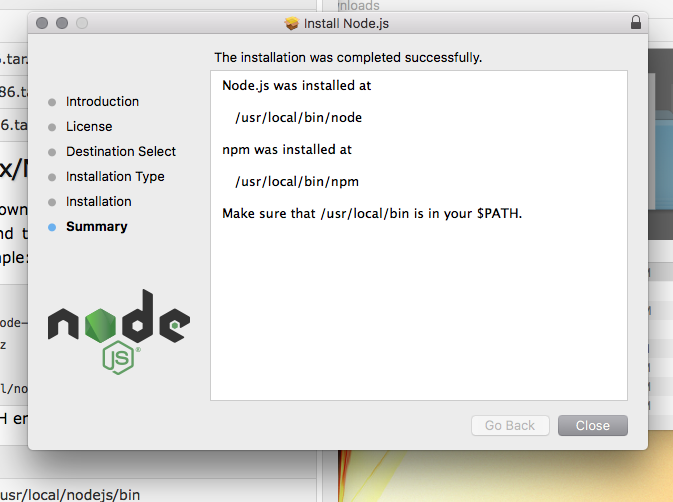 wnloads
Install Node.js
The installation was completed successfully.
Introduction
License
Destination Select
Installation Type
Installation
Summary
Node.js was installed at
/usr/local/bin/node
npm was installed at
/usr/local/bin/npm
Make sure that /usr/local/bin is in your $PATH.
node
JS
®
Go Back
Close
.tar.
86.ta
6.ta
x/M
own
nd t
ple:
ode-
z
l/no
H en
usr/local/nodejs/bin